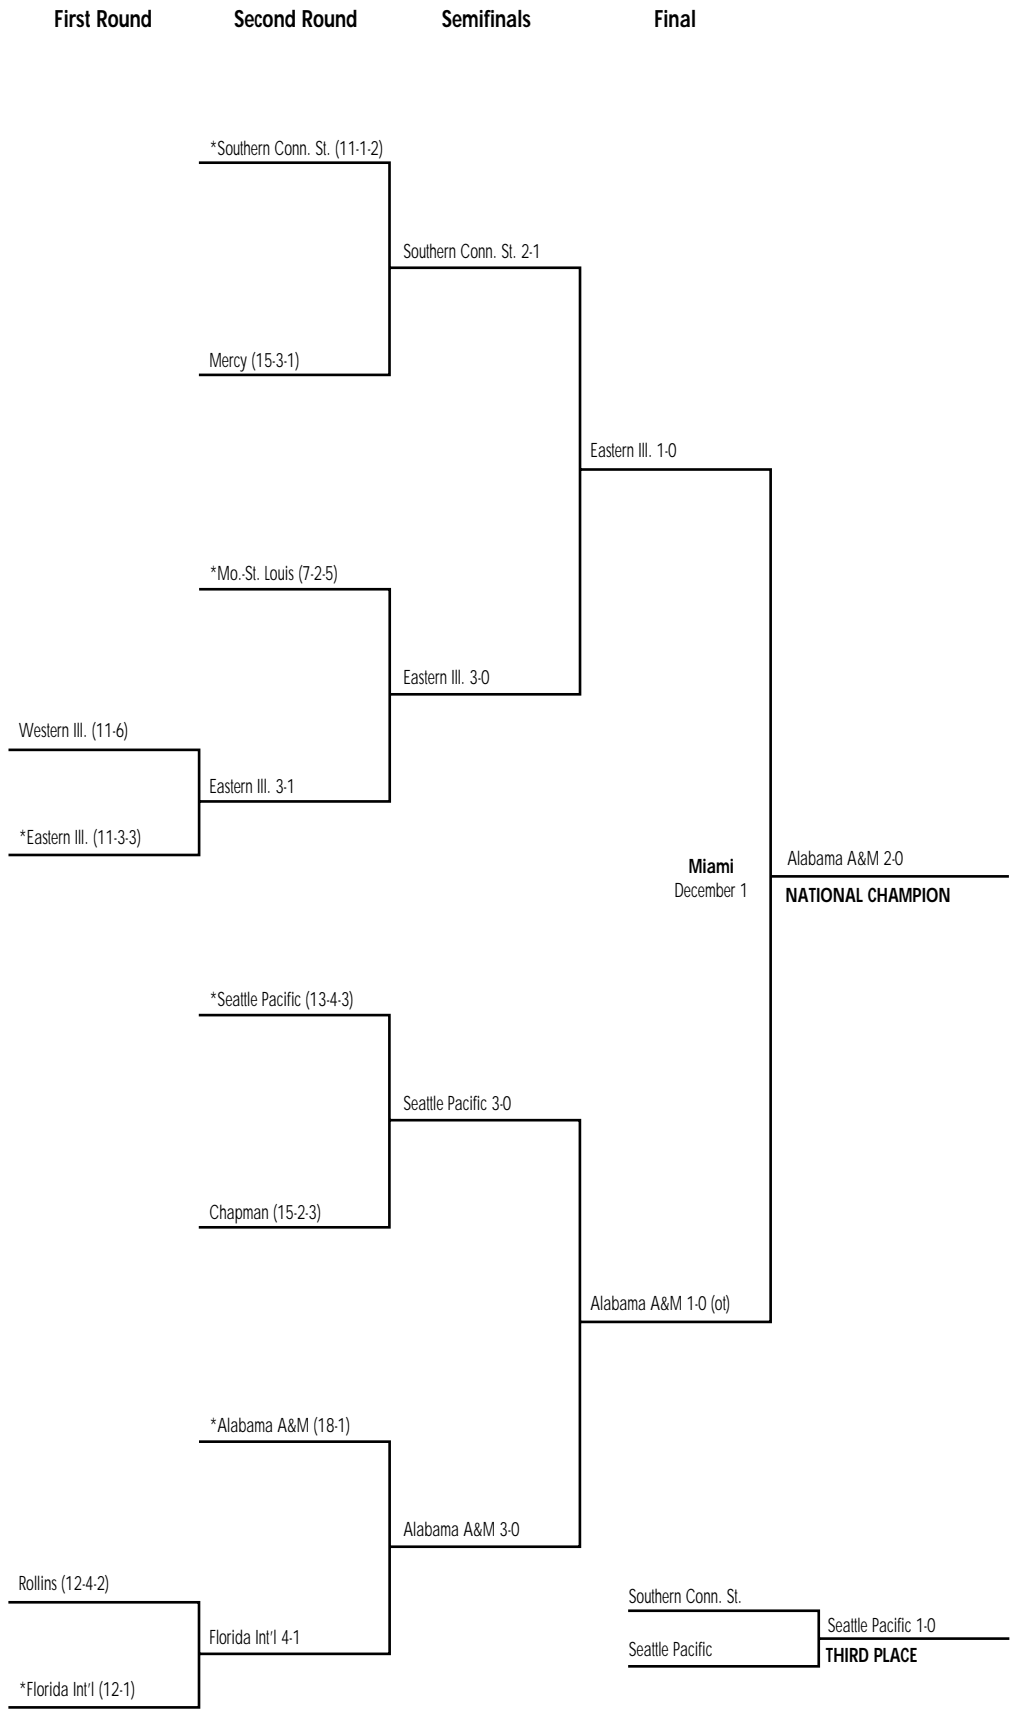 First Round Second Round Semifinals Final
*Southern Conn. St. (11-1-2)
Southern Conn. St. 2-1
Mercy (15-3-1)
Eastern Ill. 1-0
*Mo.-St. Louis (7-2-5)
Eastern Ill. 3-0
Western Ill. (11-6)
Eastern Ill. 3-1
*Eastern Ill. (11-3-3)
Alabama A&M 2-0
Miami
December 1
NATIONAL CHAMPION
*Seattle Pacific (13-4-3)
Seattle Pacific 3-0
Chapman (15-2-3)
Alabama A&M 1-0 (ot)
*Alabama A&M (18-1)
Alabama A&M 3-0
Rollins (12-4-2)
Florida Int'l 4-1
*Florida Int'l (12-1)
Southern Conn. St.
Seattle Pacific 1-0
Seattle Pacific
THIRD PLACE